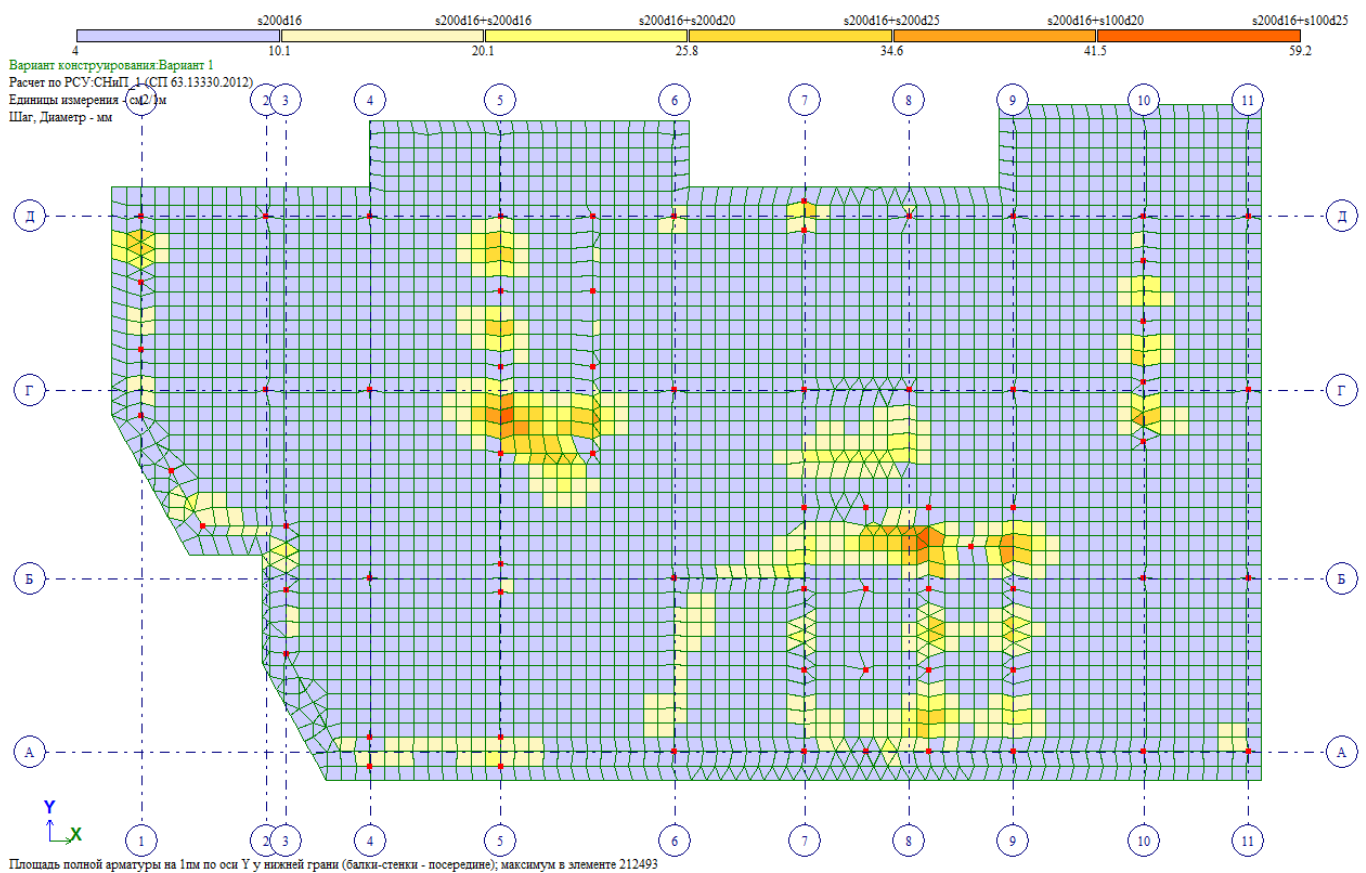 s200d16 s200d16+s200d16 s200d16+s200d20 s200d16+s200d25 s200d16+s100d20 s200d16+s100d25
4 10.1 20.1 25.8 34.6 41.5 59.2
Вариант конструирования:Вариант 1
Расчет по РСУ:СНиП_1 (СП 63.13330.2012)
Единицы измерения - см2/1м
Шаг, Диаметр - мм
1 2 3 4 5 6 7 8 9 10 11
Д Д
Г Г
Б Б
А А
Y
X
1 2 3 4 5 6 7 8 9 10 11
Площадь полной арматуры на 1пм по оси Y у нижней грани (балки-стенки - посередине); максимум в элементе 212493